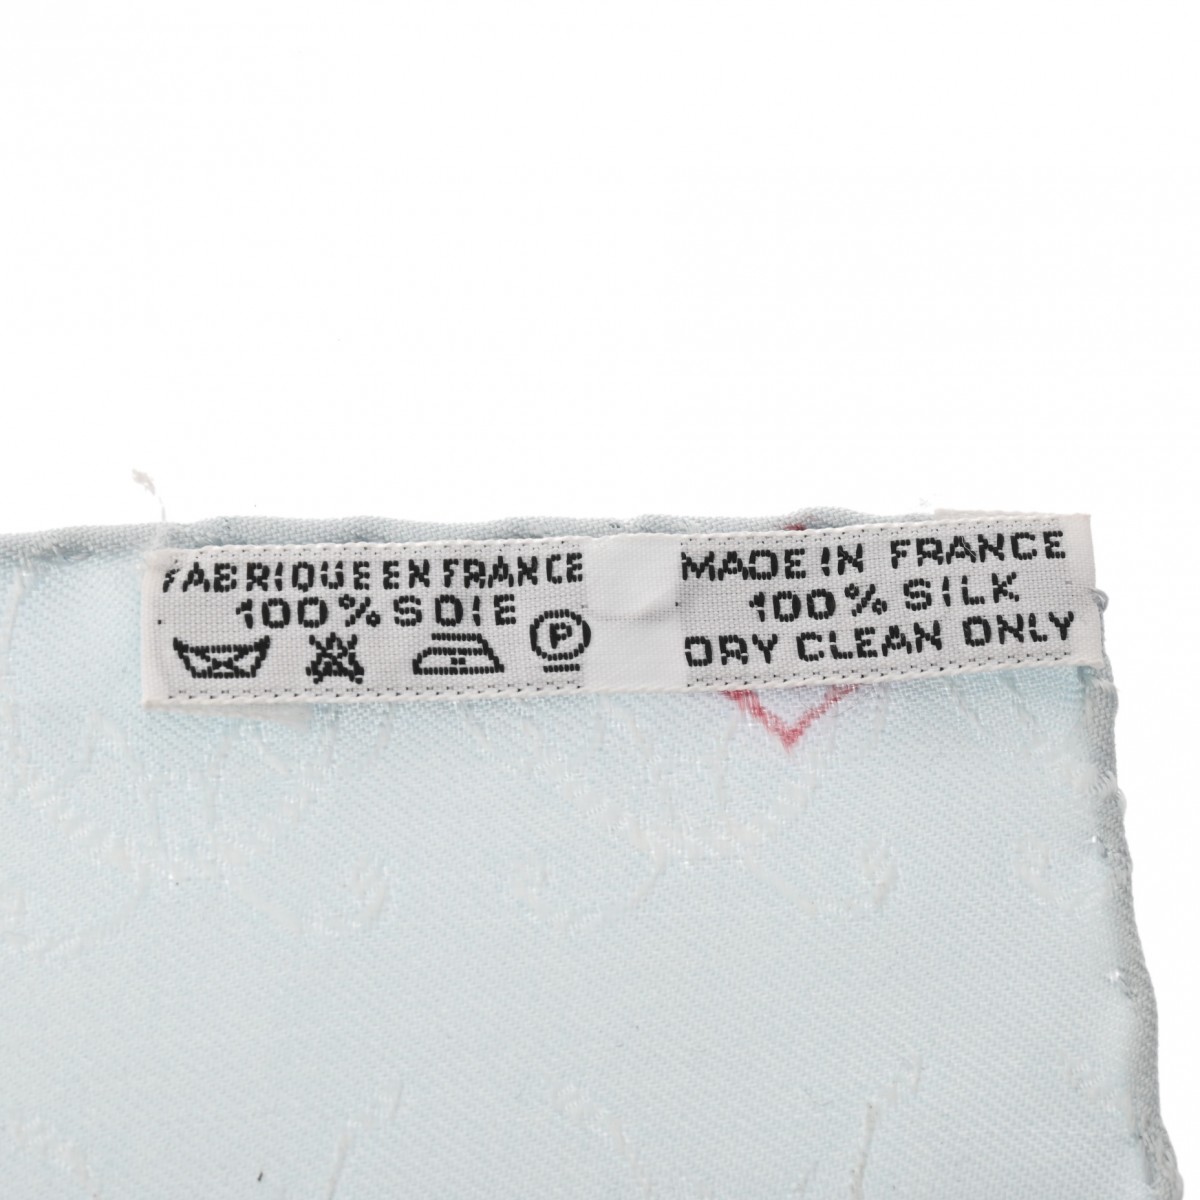 FABRIQUE EN FRANCE
100% SOIE
P
MADE IN FRANCE
100% SILK
DRY CLEAN ONLY